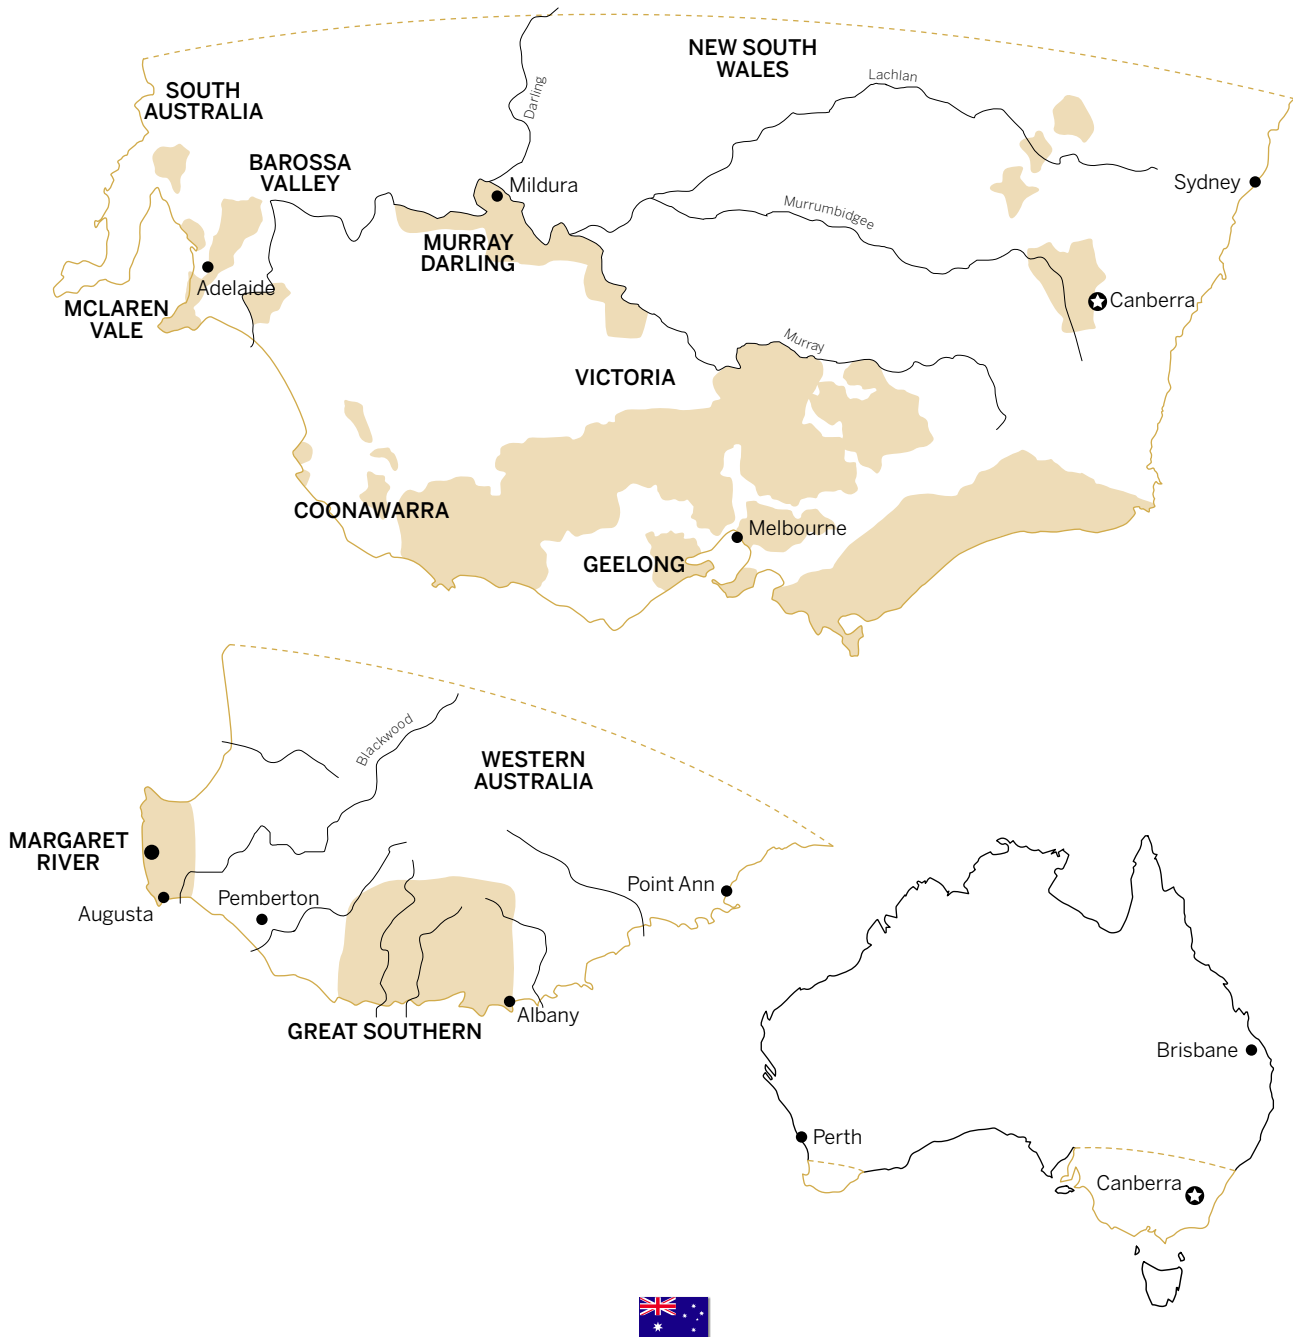 NEW SOUTH
WALES
Lachlan
Darling
SOUTH
AUSTRALIA
BAROSSA
VALLEY
Mildura
Sydney
Murrumbidgee
MURRAY
DARLING
Adelaide
MCLAREN
VALE
Canberra
Murray
VICTORIA
COONAWARRA
Melbourne
GEELONG
Blackwood
WESTERN
AUSTRALIA
MARGARET
RIVER
Point Ann
Pemberton
Augusta
Albany
GREAT SOUTHERN
Brisbane
Perth
Canberra